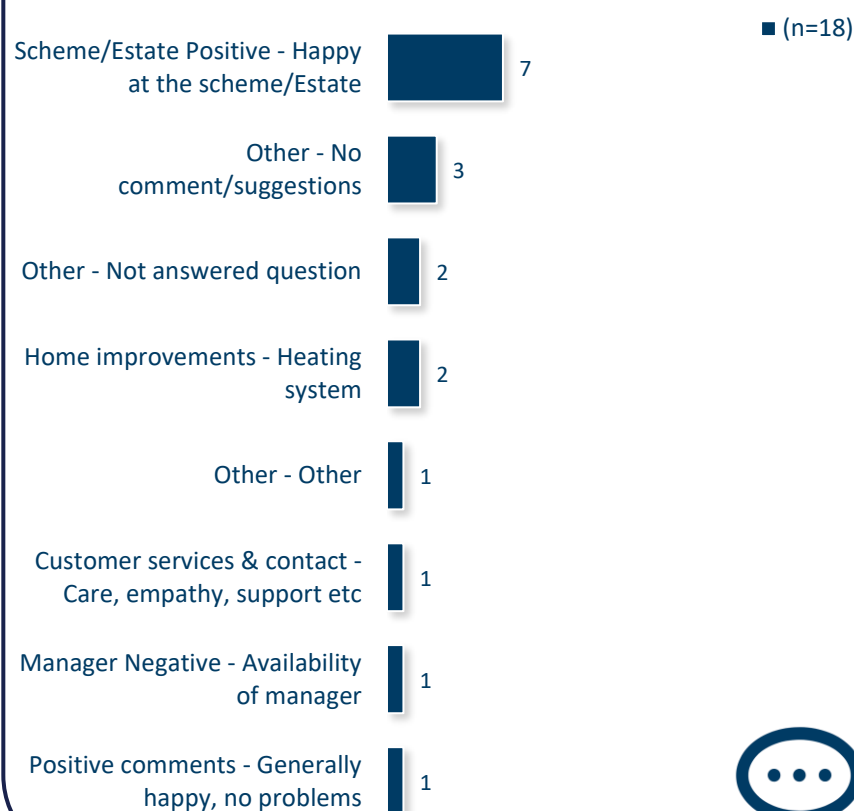 (n=18)
Scheme/Estate Positive - Happy
at the scheme/Estate
7
Other - No
comment/suggestions
3
Other - Not answered question
2
Home improvements - Heating
system
2
Other - Other
1
Customer services & contact -
Care, empathy, support etc
1
Manager Negative - Availability
of manager
1
Positive comments - Generally
happy, no problems
1